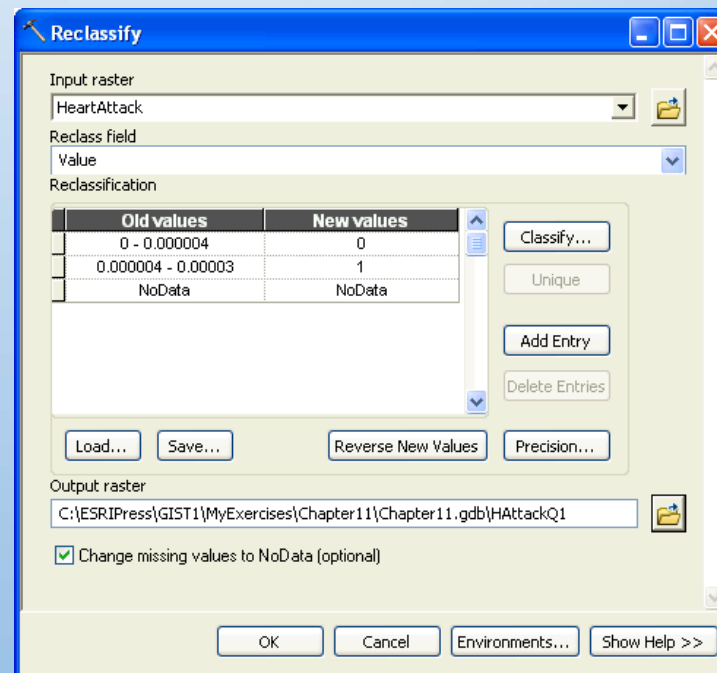 Reclassify
Input raster
HeartAttack
Reclass field
Value
Reclassification
Old values New values
0 - 0.000004 0
0.000004 - 0.00003 1
NoData NoData
Classify...
Unique
Add Entry
Delete Entries
Load... Save... Reverse New Values Precision...
Output raster
C:\ESRIPress\GIST1\MyExercises\Chapter11\Chapter11.gdb\HAttackQ1
Change missing values to NoData (optional)
OK Cancel Environments... Show Help >>